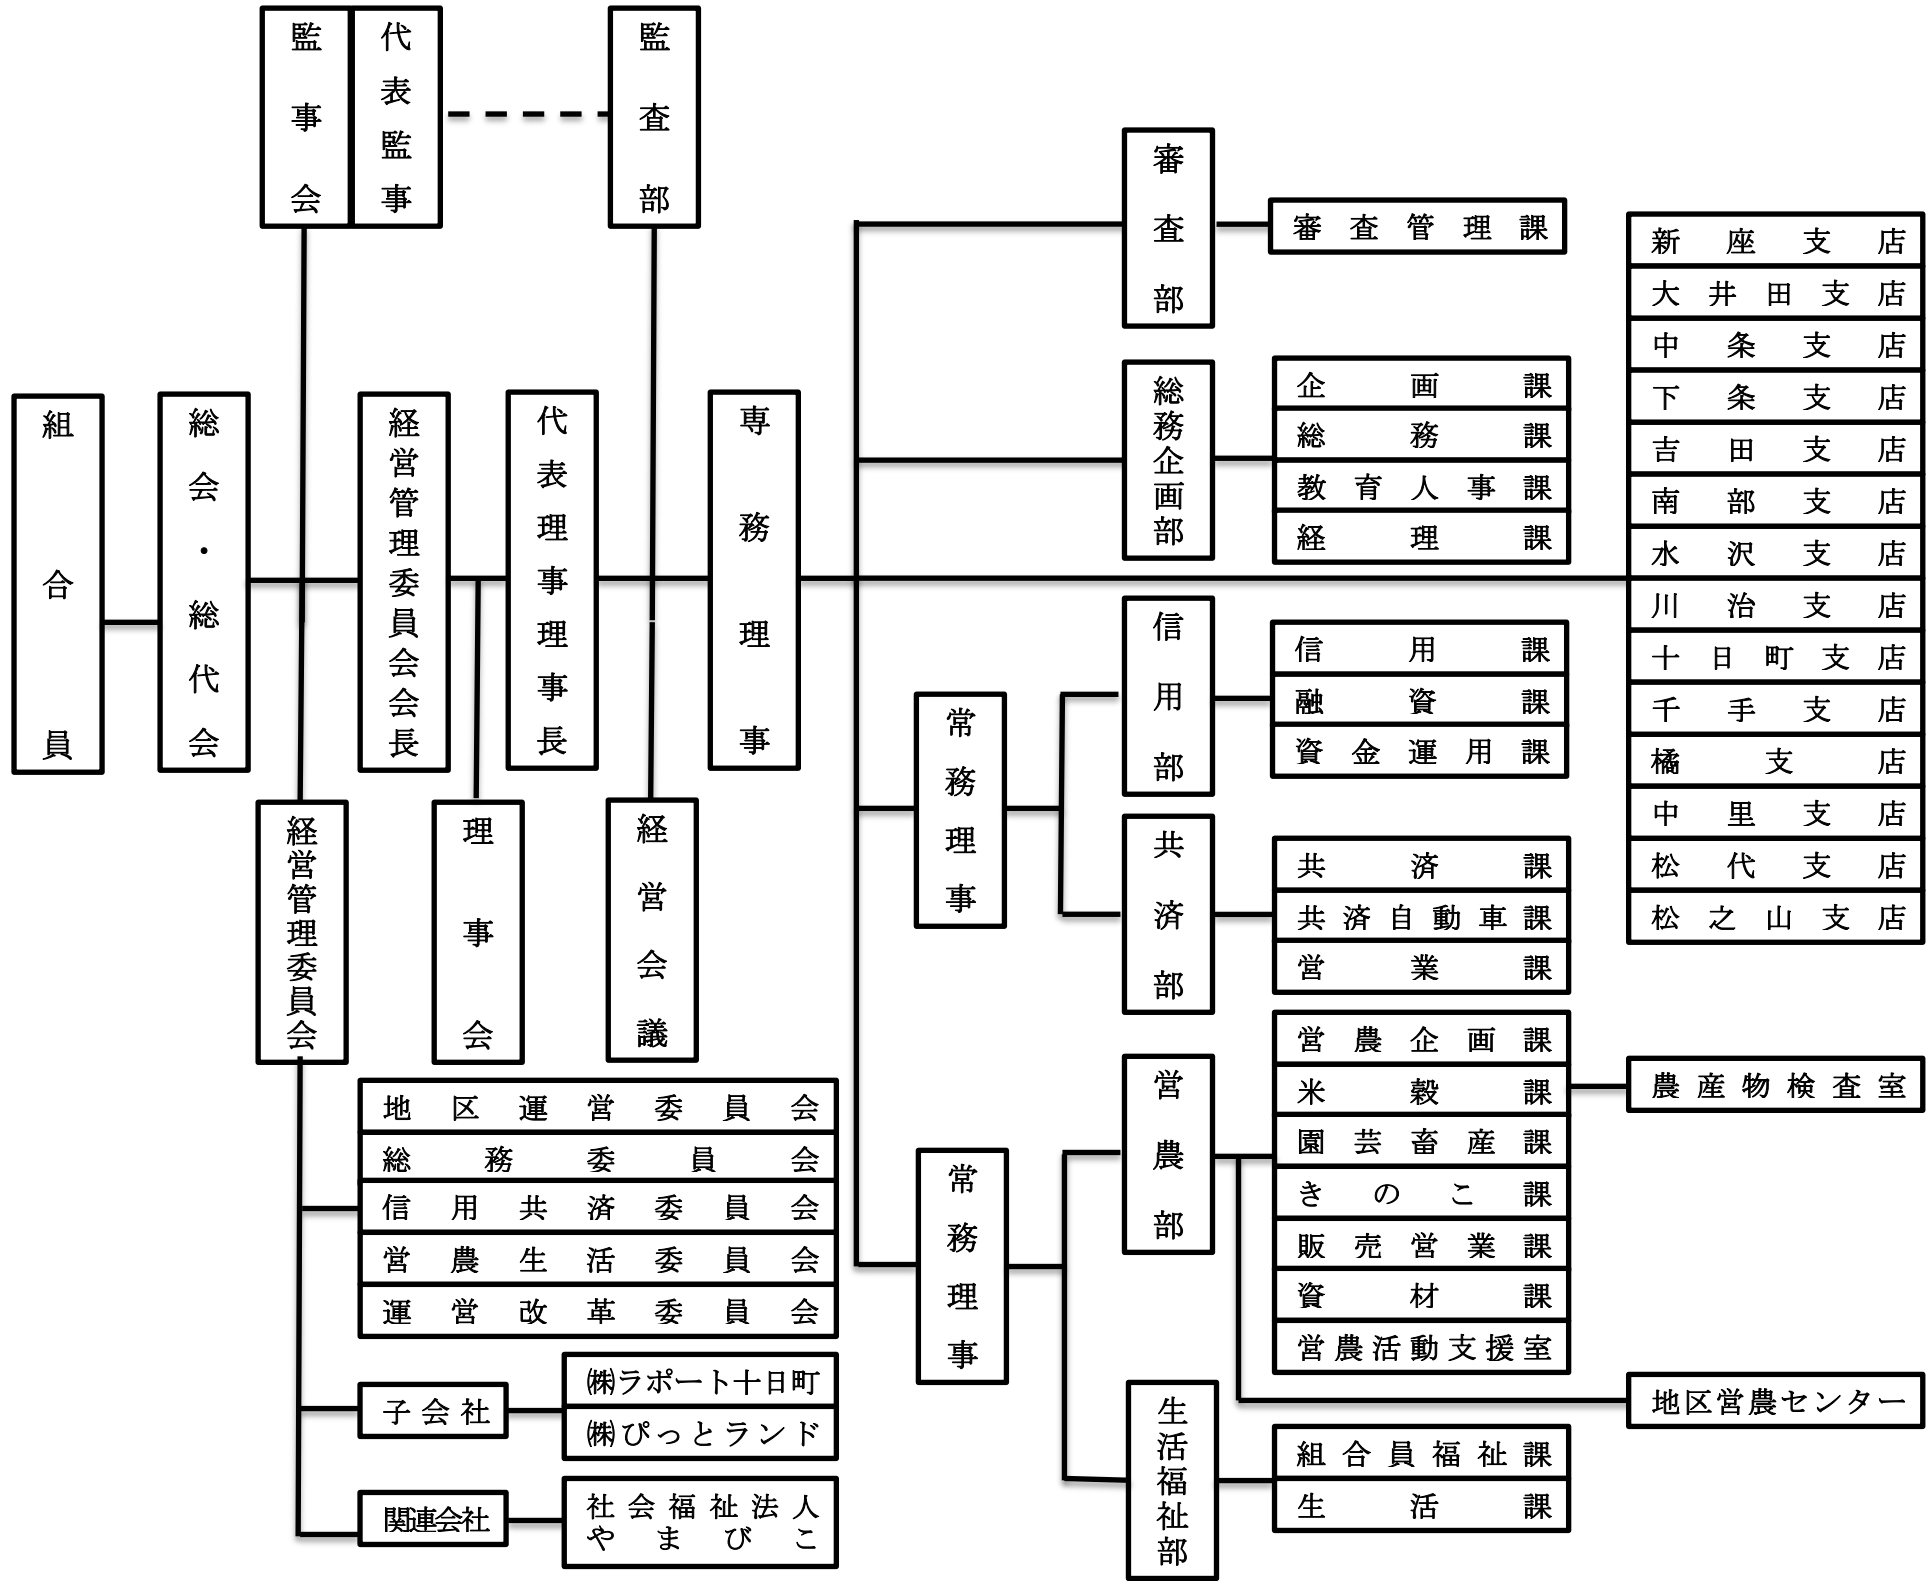 監事会
代表監事
監査部
組合員
総会・総代会
経営管理委員会会長
代表理事理事長
専務理事
経営管理委員会
理事会
経営会議
地区運営委員会
総務委員会
信用共済委員会
営農生活委員会
運営改革委員会
子会社
㈱ラポート十日町
㈱ぴっとランド
関連会社
社会福祉法人
やまびこ
審査部
審査管理課
総務企画部
企画課
総務課
教育人事課
経理課
常務理事
信用部
信用課
融資課
資金運用課
共済部
共済課
共済自動車課
営業課
常務理事
営農部
営農企画課
米穀課
園芸畜産課
きのこ課
販売営業課
資材課
営農活動支援室
農産物検査室
地区営農センター
生活福祉部
組合員福祉課
生活課
新座支店
大井田支店
中条支店
下条支店
吉田支店
南部支店
水沢支店
川治支店
十日町支店
千手支店
橘支店
中里支店
松代支店
松之山支店